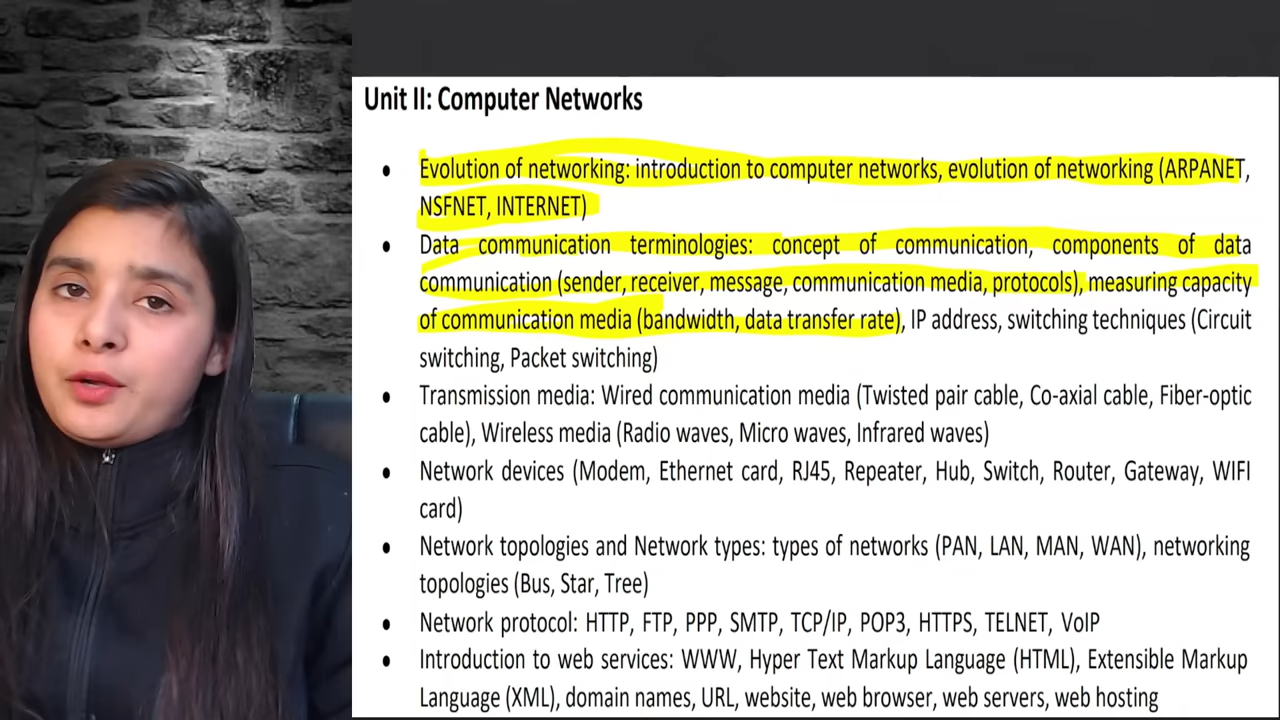 Unit II: Computer Networks
• Evolution of networking: introduction to computer networks, evolution of networking (ARPANET,
NSFNET, INTERNET)
• Data communication terminologies: concept of communication, components of data
communication (sender, receiver, message, communication media, protocols), measuring capacity
of communication media (bandwidth, data transfer rate), IP address, switching techniques (Circuit
switching, Packet switching)
• Transmission media: Wired communication media (Twisted pair cable, Co-axial cable, Fiber-optic
cable), Wireless media (Radio waves, Micro waves, Infrared waves)
• Network devices (Modem, Ethernet card, RJ45, Repeater, Hub, Switch, Router, Gateway, WIFI
card)
• Network topologies and Network types: types of networks (PAN, LAN, MAN, WAN), networking
topologies (Bus, Star, Tree)
• Network protocol: HTTP, FTP, PPP, SMTP, TCP/IP, POP3, HTTPS, TELNET, VoIP
• Introduction to web services: WWW, Hyper Text Markup Language (HTML), Extensible Markup
Language (XML), domain names, URL, website, web browser, web servers, web hosting